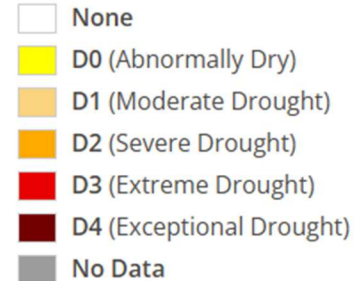 None
D0 (Abnormally Dry)
D1 (Moderate Drought)
D2 (Severe Drought)
D3 (Extreme Drought)
D4 (Exceptional Drought)
No Data